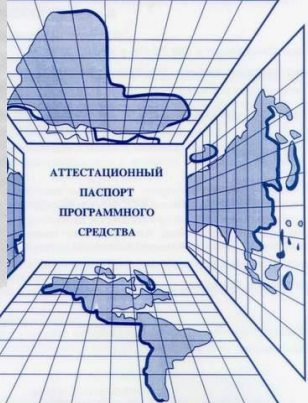 АТТЕСТАЦИОННЫЙ
ПАСПОРТ
ПРОГРАММНОГО
СРЕДСТВА